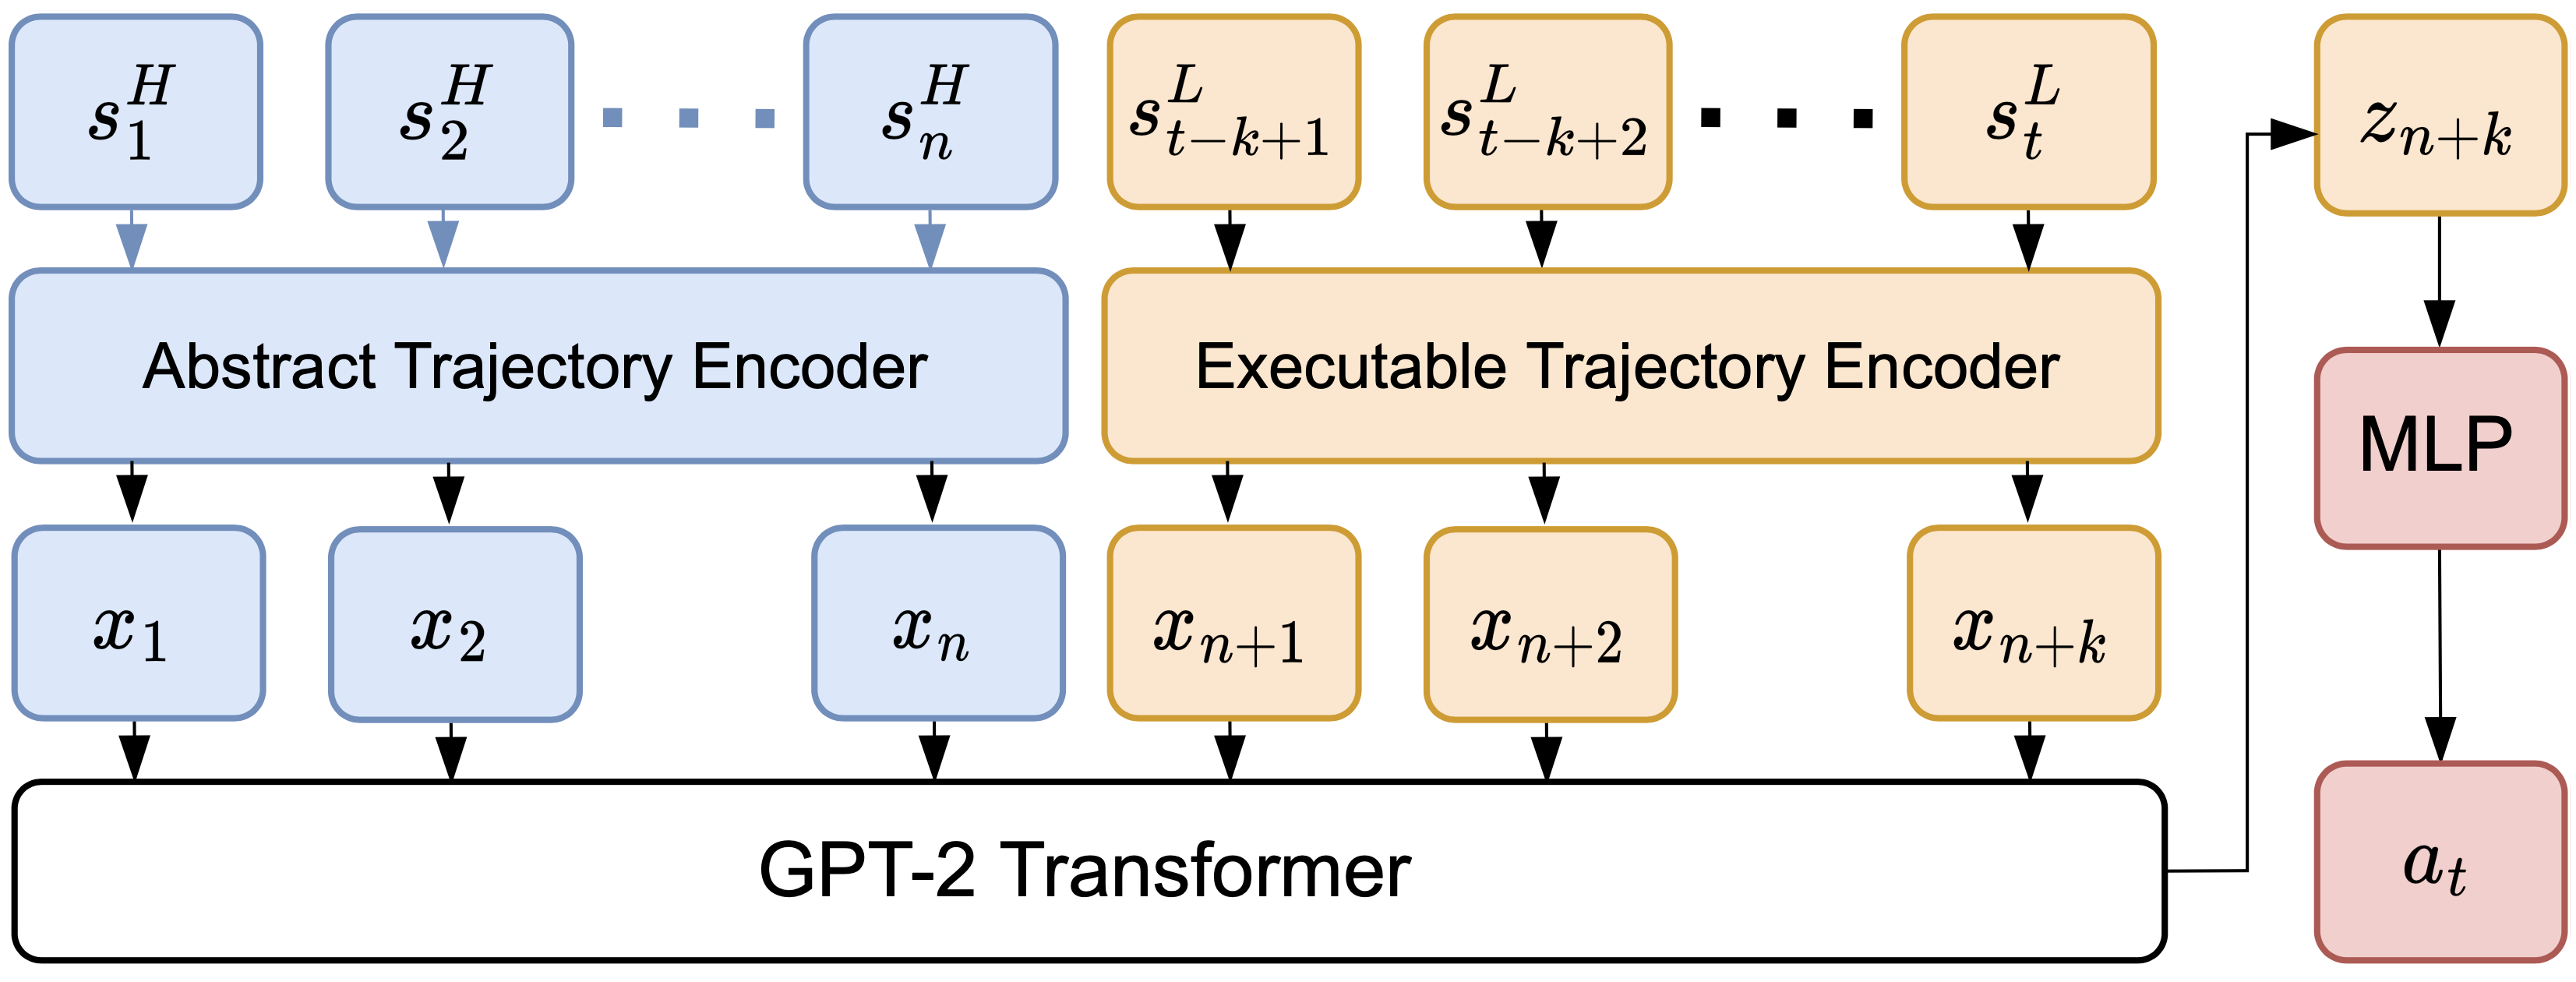 s_1^H s_2^H ... s_n^H s_{t-k+1}^L s_{t-k+2}^L ... s_t^L z_{n+k}
Abstract Trajectory Encoder Executable Trajectory Encoder MLP
x_1 x_2 x_n x_{n+1} x_{n+2} x_{n+k}
GPT-2 Transformer a_t